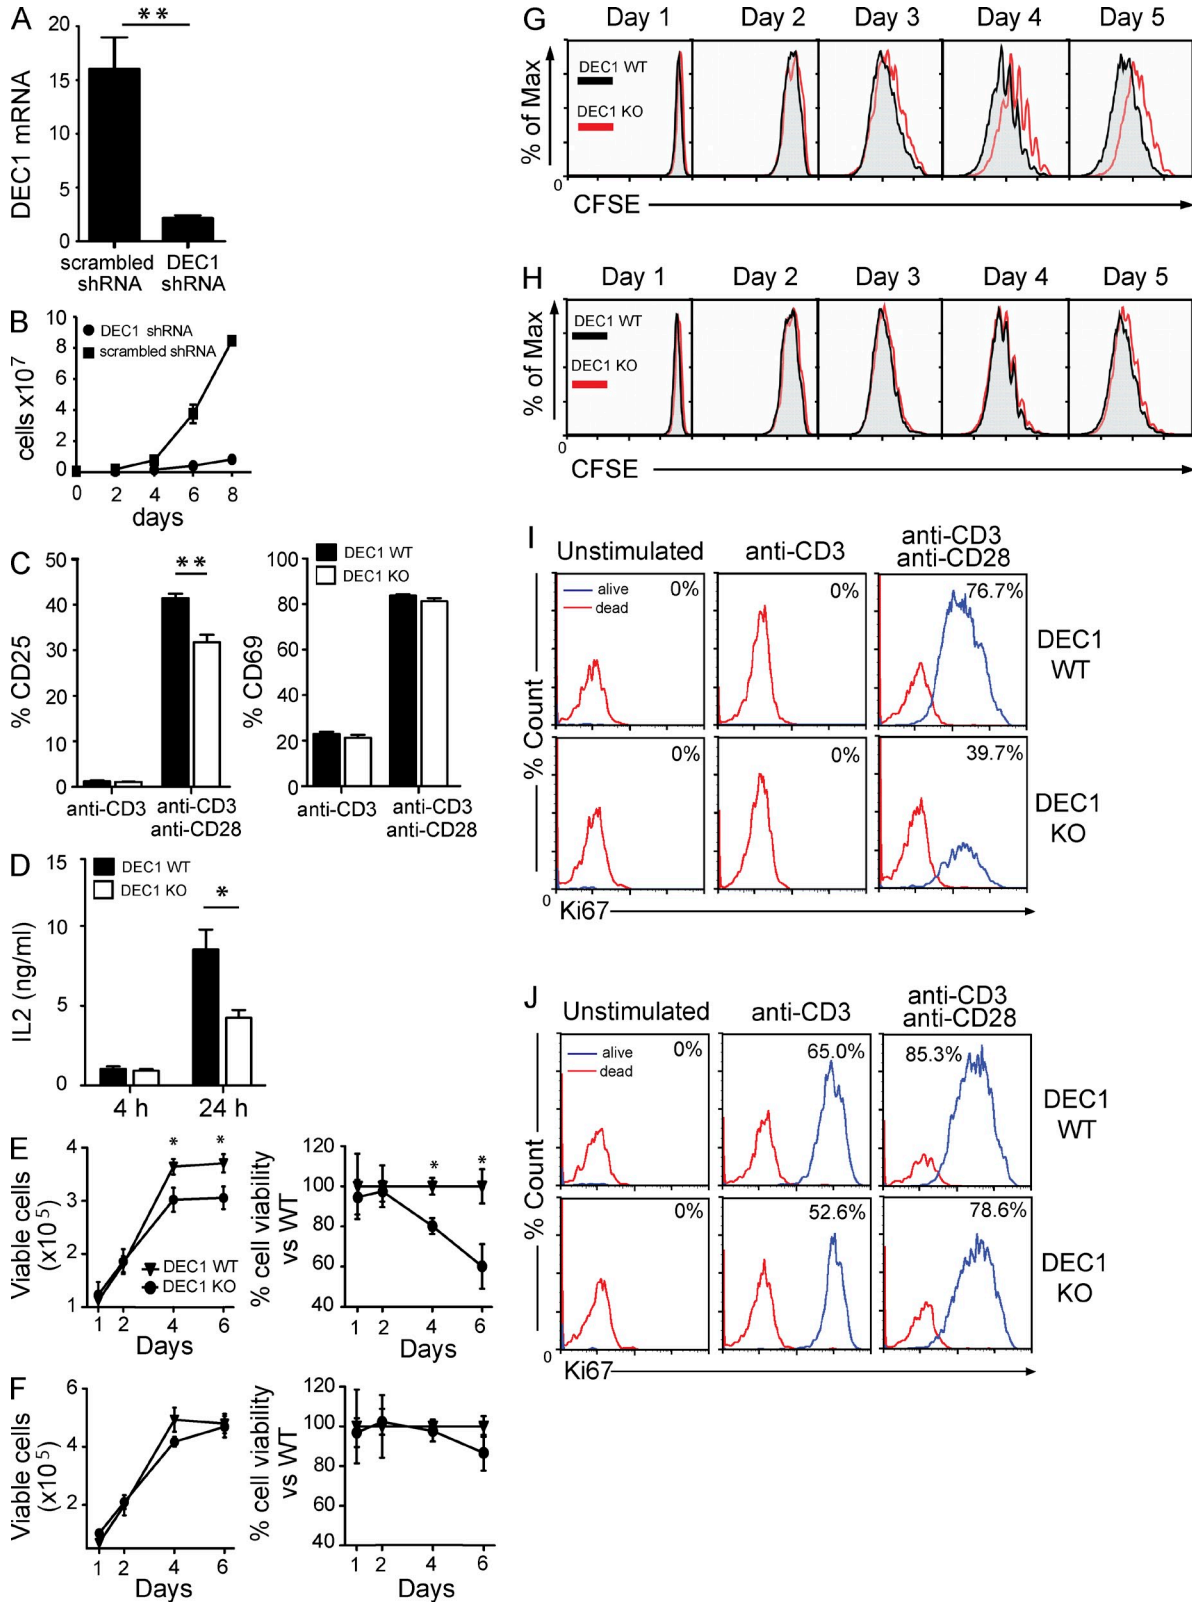 A
**
20
15
10
5
0
DEC1 mRNA
scrambled
shRNA
DEC1
shRNA
B
10
8
6
4
2
0
cells x10⁷
DEC1 shRNA
scrambled shRNA
0 2 4 6 8
days
C
50
40
30
20
10
0
% CD25
**
anti-CD3
anti-CD3
anti-CD28
100
80
60
40
20
0
% CD69
DEC1 WT
DEC1 KO
anti-CD3
anti-CD3
anti-CD28
D
15
10
5
0
IL2 (ng/ml)
DEC1 WT
DEC1 KO
*
4 h
24 h
E
4
3
2
1
Viable cells
(x10⁵)
* *
DEC1 WT
DEC1 KO
1 2 4 6
Days
120
100
80
60
40
% cell viability
vs WT
* *
1 2 4 6
Days
F
6
4
2
Viable cells
(x10⁵)
1 2 4 6
Days
120
100
80
60
40
% cell viability
vs WT
1 2 4 6
Days
G
Day 1 Day 2 Day 3 Day 4 Day 5
% of Max
DEC1 WT
DEC1 KO
0
CFSE
H
Day 1 Day 2 Day 3 Day 4 Day 5
% of Max
DEC1 WT
DEC1 KO
CFSE
I
Unstimulated
anti-CD3
anti-CD3
anti-CD28
alive
dead
0%
0%
76.7%
DEC1
WT
% Count
0%
0%
39.7%
DEC1
KO
0
Ki67
J
Unstimulated
anti-CD3
anti-CD3
anti-CD28
alive
dead
0%
65.0%
85.3%
DEC1
WT
% Count
0%
52.6%
78.6%
DEC1
KO
0
Ki67